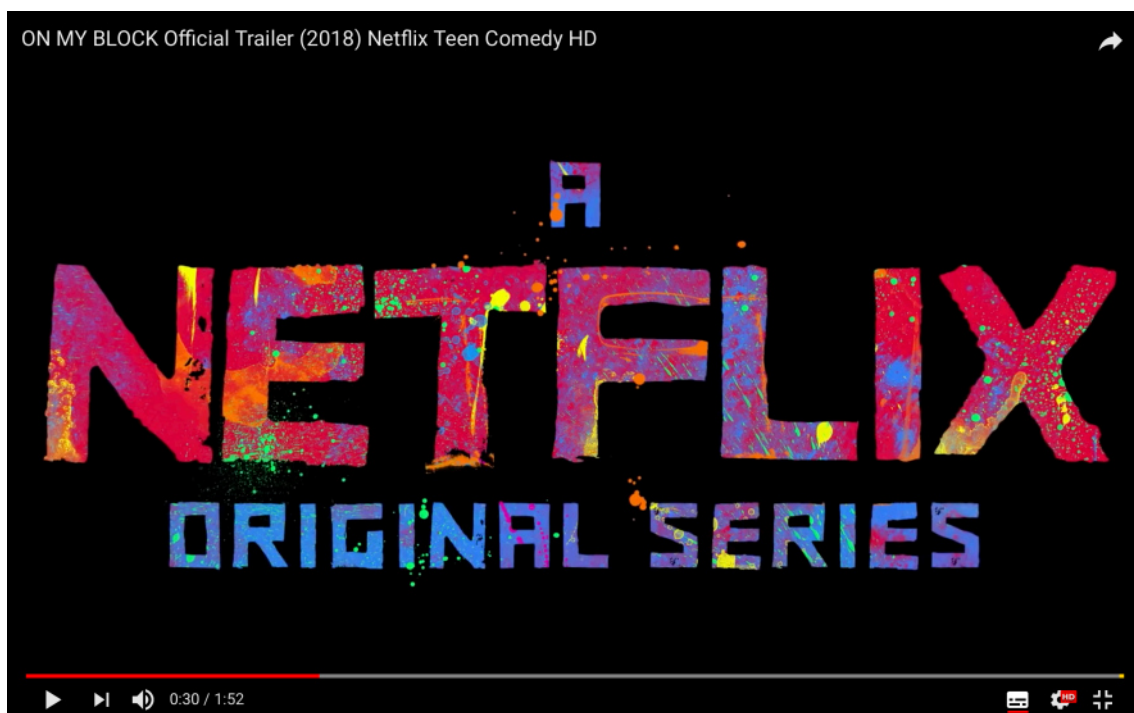 ON MY BLOCK Official Trailer (2018) Netflix Teen Comedy HD
A
NETFLIX
ORIGINAL SERIES
0:30 / 1:52
HD